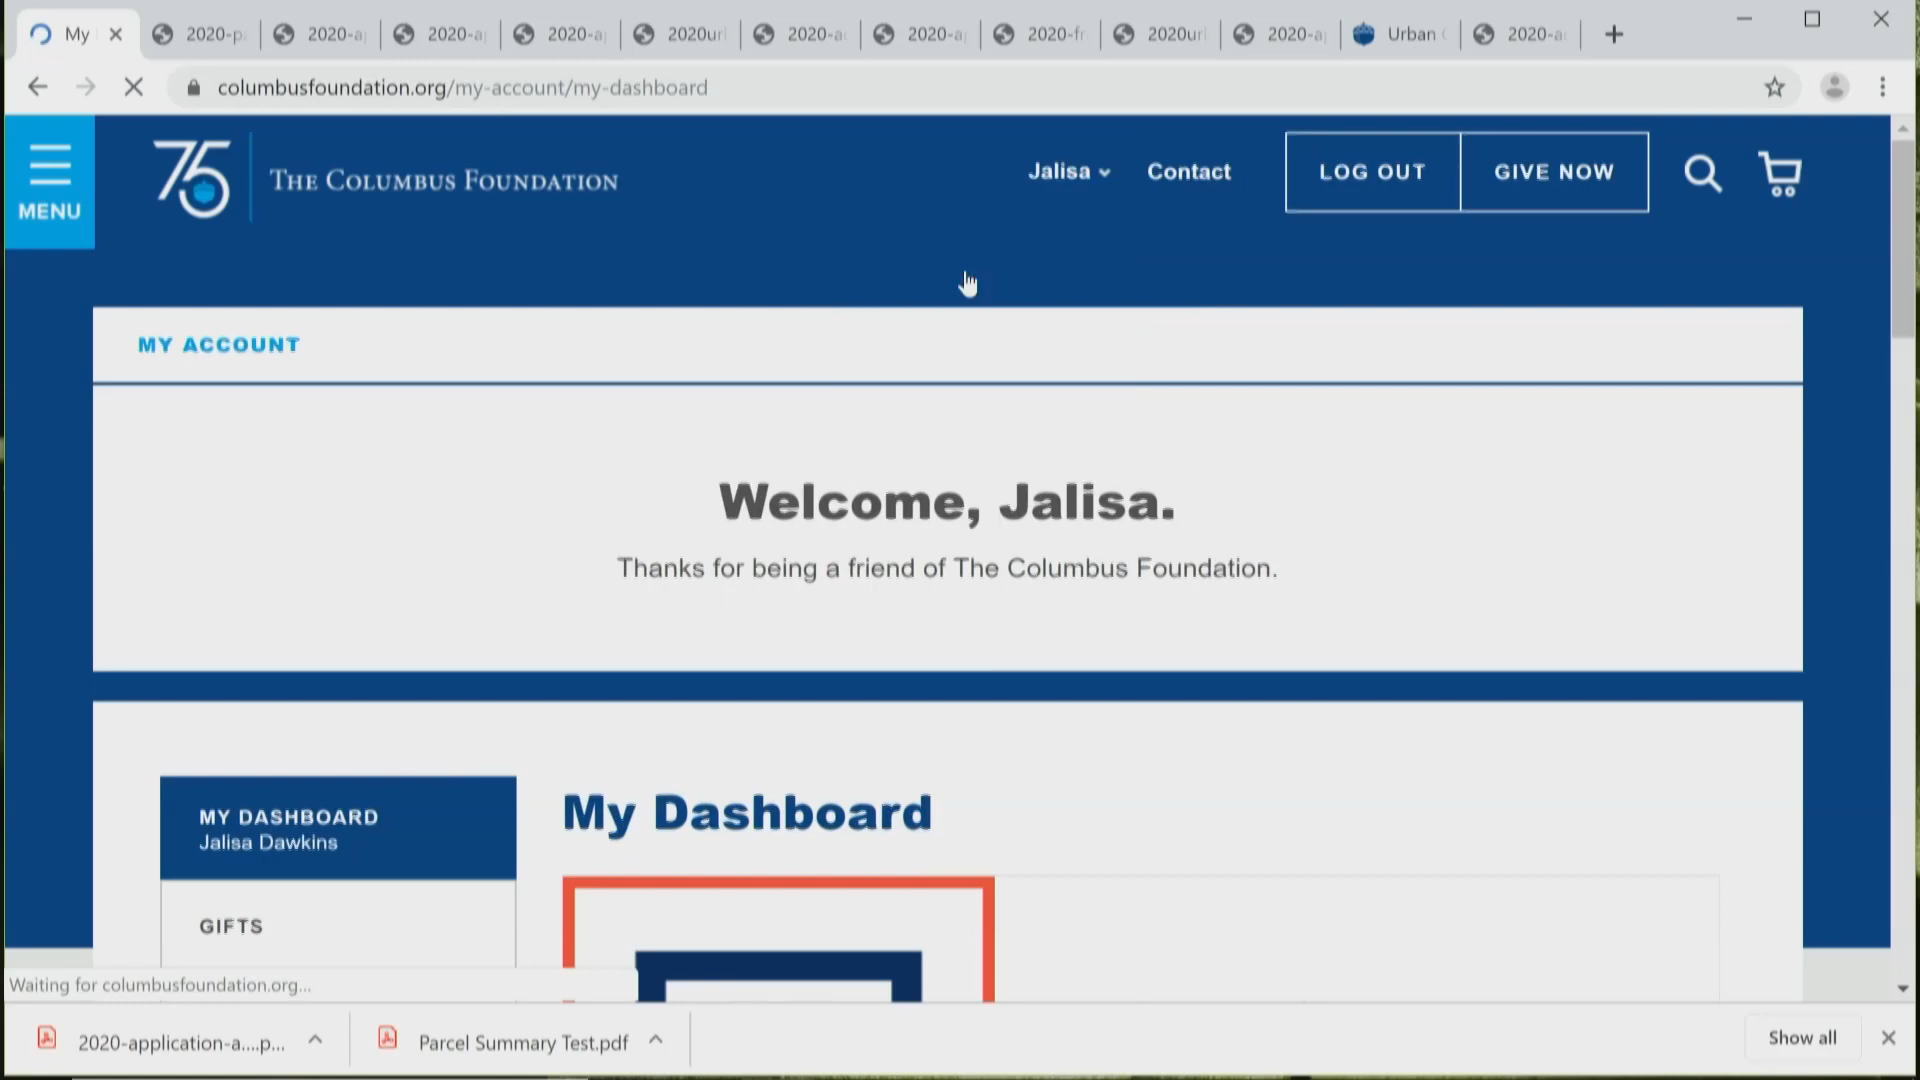 My
2020-p
2020-a
2020-a
2020-a
2020ur
2020-a
2020-a
2020-fr
2020ur
2020-a
Urban
2020-a
columbusfoundation.org/my-account/my-dashboard
MENU
75
THE COLUMBUS FOUNDATION
Jalisa
Contact
LOG OUT
GIVE NOW
MY ACCOUNT
Welcome, Jalisa.
Thanks for being a friend of The Columbus Foundation.
MY DASHBOARD
Jalisa Dawkins
My Dashboard
GIFTS
Waiting for columbusfoundation.org...
2020-application-a....p...
Parcel Summary Test.pdf
Show all